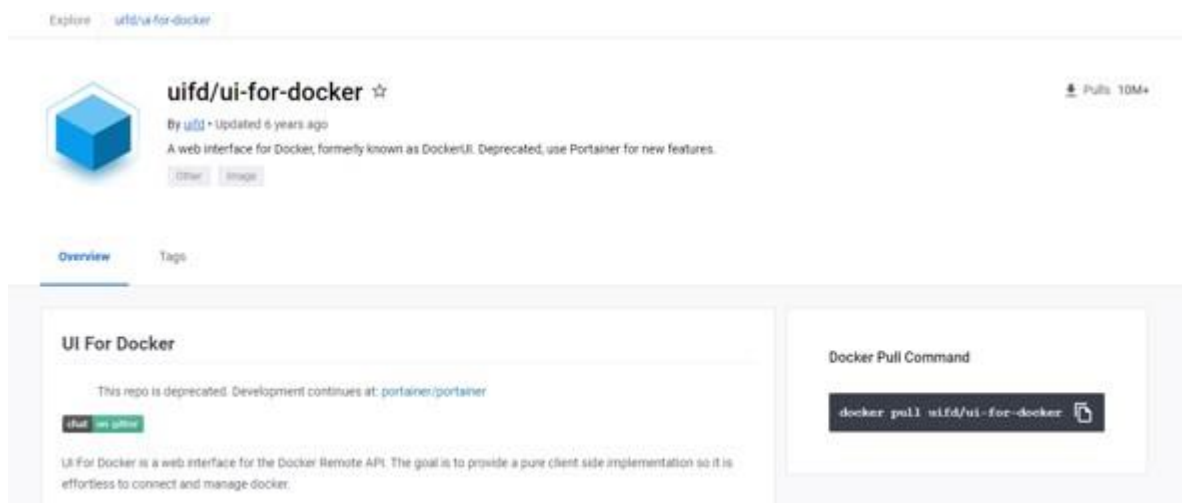 Explore
uifd/ui-for-docker
uifd/ui-for-docker ☆
Pulls 10M+
By uifd • Updated 6 years ago
A web interface for Docker, formerly known as DockerUI. Deprecated, use Portainer for new features.
Other Image
Overview Tags
UI For Docker
This repo is deprecated. Development continues at: portainer/portainer
chat on gitter
UI For Docker is a web interface for the Docker Remote API. The goal is to provide a pure client side implementation so it is
effortless to connect and manage docker.
Docker Pull Command
docker pull uifd/ui-for-docker